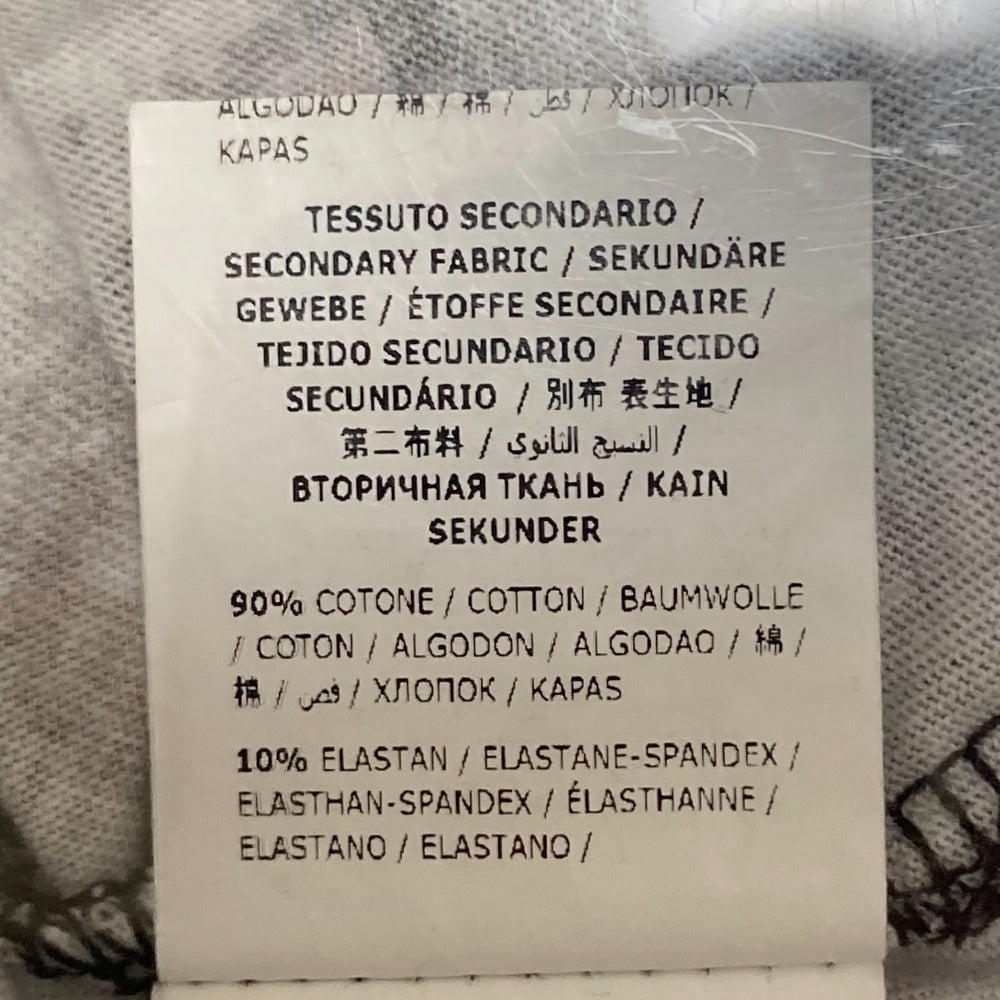 ALGODAO / 綿 / 棉 / قطن / ХЛОПОК /
KAPAS
TESSUTO SECONDARIO /
SECONDARY FABRIC / SEKUNDÄRE
GEWEBE / ÉTOFFE SECONDAIRE /
TEJIDO SECUNDARIO / TECIDO
SECUNDÁRIO / 別布 表生地 /
第二布料 / النسيج الثانوي /
ВТОРИЧНАЯ ТКАНЬ / KAIN
SEKUNDER
90% COTONE / COTTON / BAUMWOLLE
/ COTON / ALGODON / ALGODAO / 綿 /
棉 / قطن / ХЛОПОК / KAPAS
10% ELASTAN / ELASTANE-SPANDEX /
ELASTHAN-SPANDEX / ÉLASTHANNE /
ELASTANO / ELASTANO /